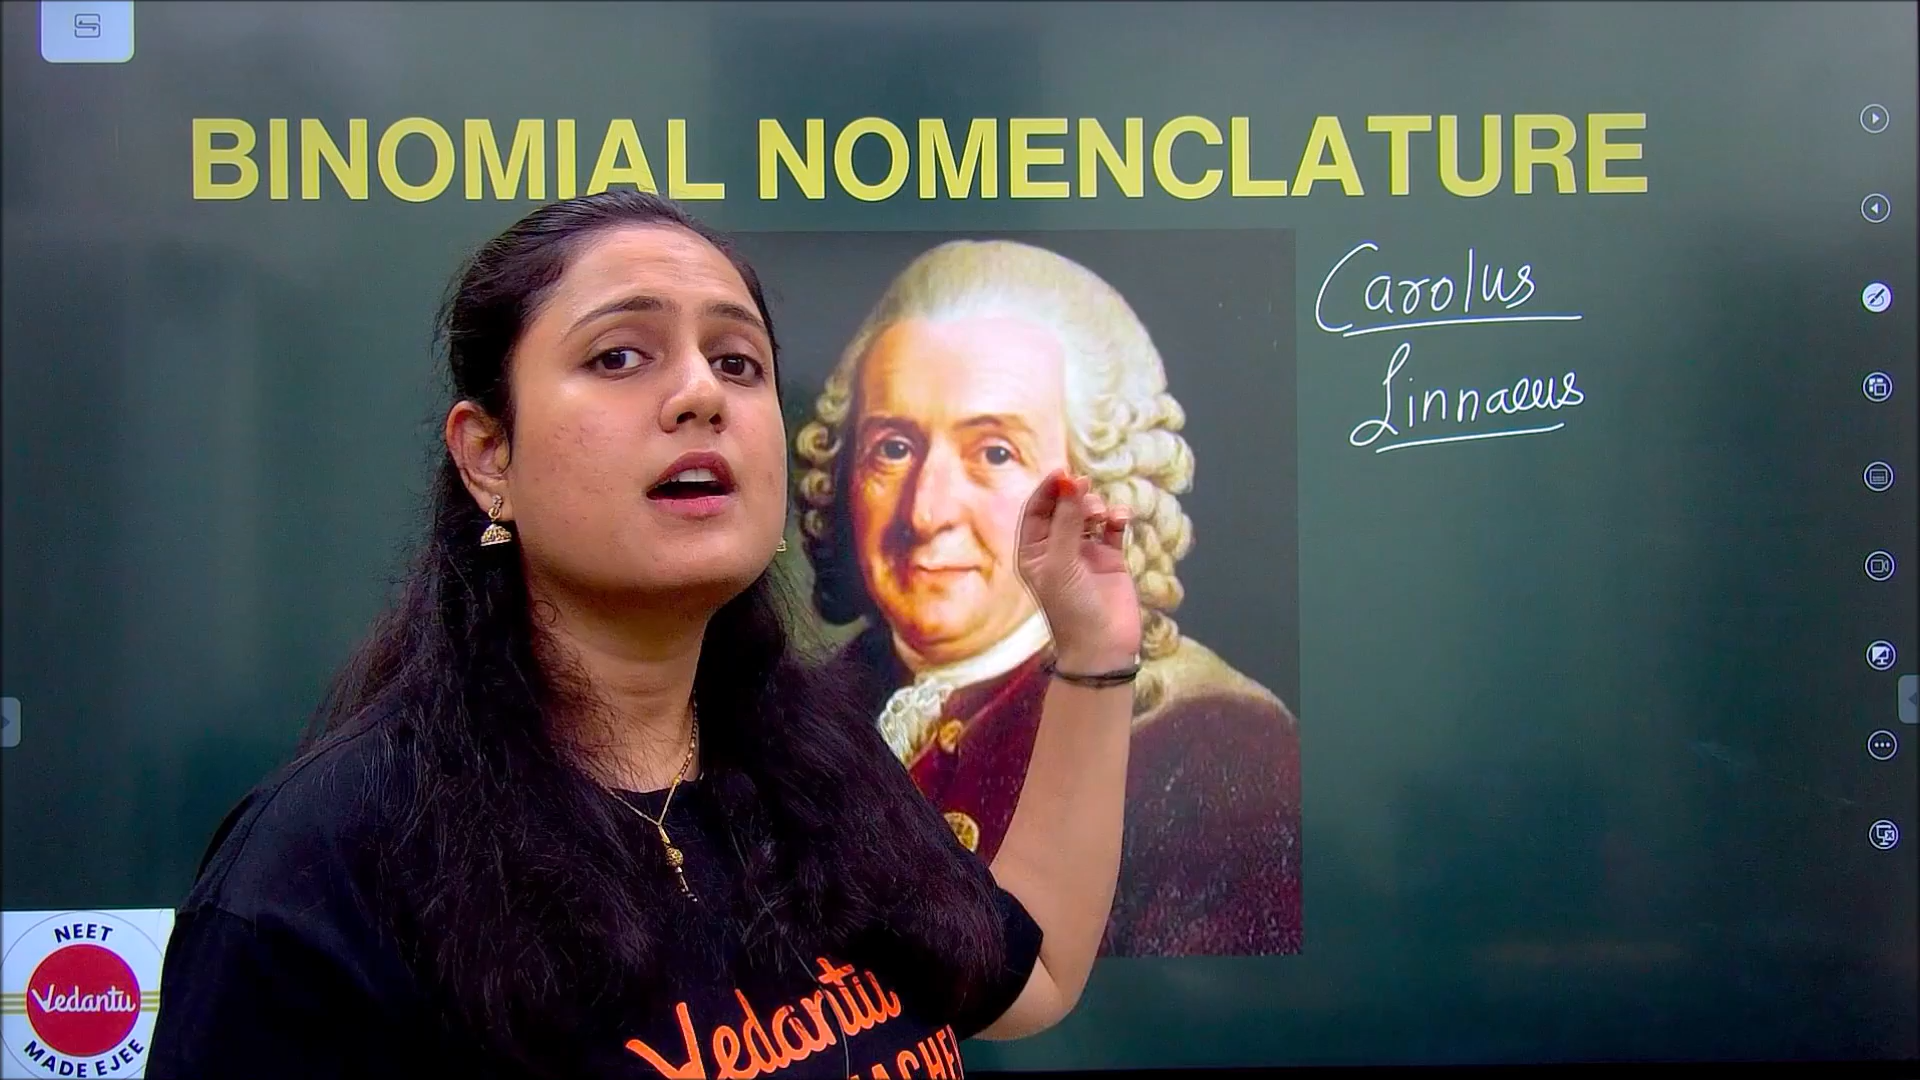 BINOMIAL NOMENCLATURE
Carolus
Linnaeus
NEET
Vedantu
MADE EJEE
Vedantu